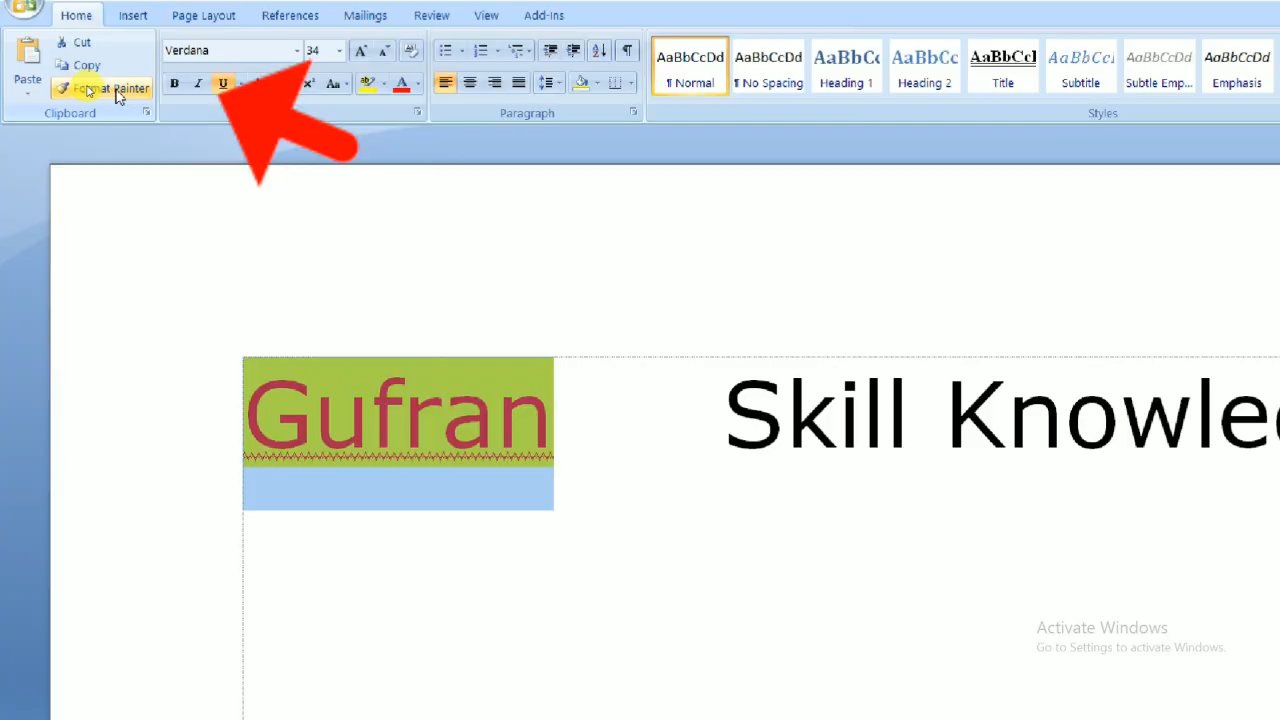 Home Insert Page Layout References Mailings Review View Add-Ins
Cut
Copy
Format Painter
Paste
Clipboard
Verdana 34
B I U Aa A
Paragraph
AaBbCcDd AaBbCcDd AaBbCc AaBbCc AaBbCcl AaBbCcl AaBbCcDd AaBbCcDd
¶ Normal ¶ No Spacing Heading 1 Heading 2 Title Subtitle Subtle Emp... Emphasis
Styles
Gufran Skill Knowle
Activate Windows
Go to Settings to activate Windows.